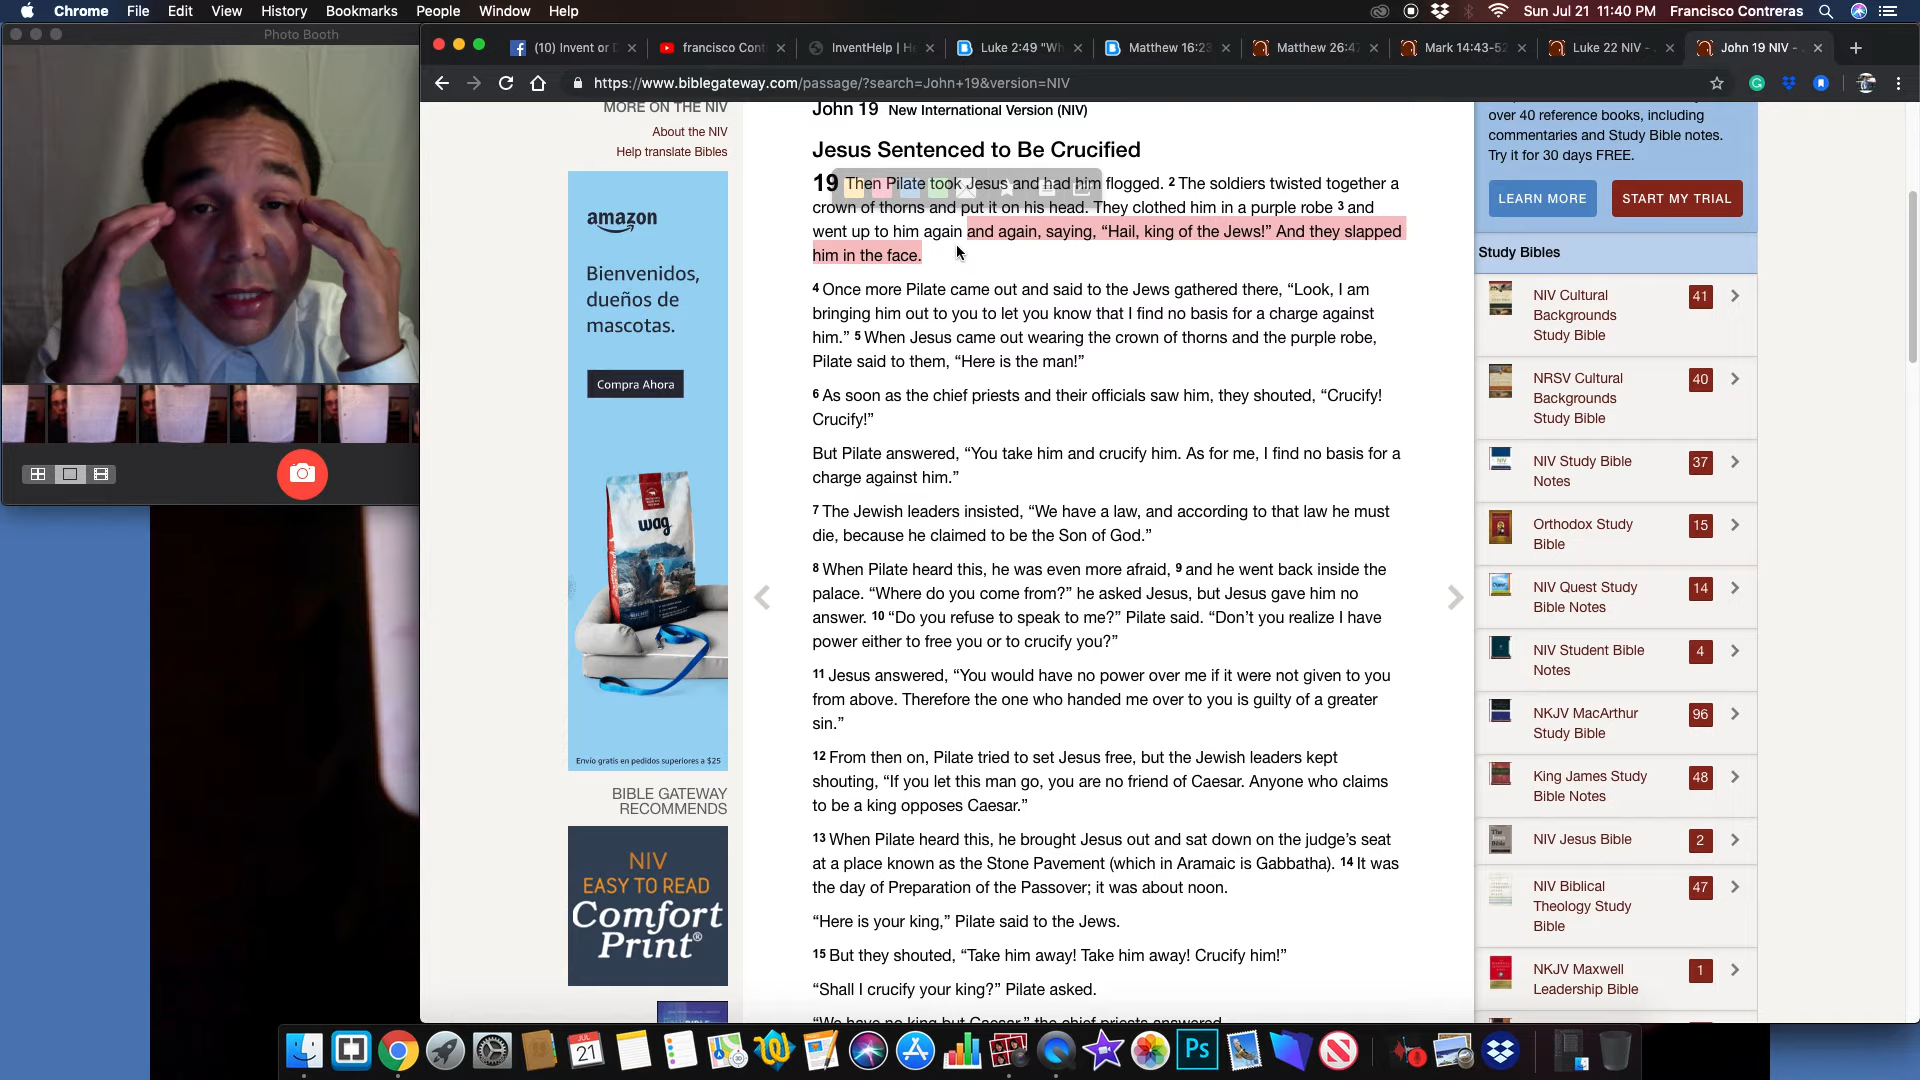 Chrome File Edit View History Bookmarks People Window Help
Sun Jul 21 11:40 PM Francisco Contreras
Photo Booth
(10) Invent or D
francisco Cont
InventHelp | He
Luke 2:49 "Wh
Matthew 16:23
Matthew 26:47
Mark 14:43-52
Luke 22 NIV -
John 19 NIV -
https://www.biblegateway.com/passage/?search=John+19&version=NIV
MORE ON THE NIV
About the NIV
Help translate Bibles
amazon
Bienvenidos,
dueños de
mascotas.
Compra Ahora
wag
Envío gratis en pedidos superiores a $25
BIBLE GATEWAY
RECOMMENDS
NIV
EASY TO READ
Comfort
Print®
John 19 New International Version (NIV)
Jesus Sentenced to Be Crucified
19 Then Pilate took Jesus and had him flogged. 2 The soldiers twisted together a
crown of thorns and put it on his head. They clothed him in a purple robe 3 and
went up to him again and again, saying, “Hail, king of the Jews!” And they slapped
him in the face.
4 Once more Pilate came out and said to the Jews gathered there, “Look, I am
bringing him out to you to let you know that I find no basis for a charge against
him.” 5 When Jesus came out wearing the crown of thorns and the purple robe,
Pilate said to them, “Here is the man!”
6 As soon as the chief priests and their officials saw him, they shouted, “Crucify!
Crucify!”
But Pilate answered, “You take him and crucify him. As for me, I find no basis for a
charge against him.”
7 The Jewish leaders insisted, “We have a law, and according to that law he must
die, because he claimed to be the Son of God.”
8 When Pilate heard this, he was even more afraid, 9 and he went back inside the
palace. “Where do you come from?” he asked Jesus, but Jesus gave him no
answer. 10 “Do you refuse to speak to me?” Pilate said. “Don’t you realize I have
power either to free you or to crucify you?”
11 Jesus answered, “You would have no power over me if it were not given to you
from above. Therefore the one who handed me over to you is guilty of a greater
sin.”
12 From then on, Pilate tried to set Jesus free, but the Jewish leaders kept
shouting, “If you let this man go, you are no friend of Caesar. Anyone who claims
to be a king opposes Caesar.”
13 When Pilate heard this, he brought Jesus out and sat down on the judge’s seat
at a place known as the Stone Pavement (which in Aramaic is Gabbatha). 14 It was
the day of Preparation of the Passover; it was about noon.
“Here is your king,” Pilate said to the Jews.
15 But they shouted, “Take him away! Take him away! Crucify him!”
“Shall I crucify your king?” Pilate asked.
“We have no king but Caesar,” the chief priests answered.
over 40 reference books, including
commentaries and Study Bible notes.
Try it for 30 days FREE.
LEARN MORE START MY TRIAL
Study Bibles
NIV Cultural
Backgrounds
Study Bible
41
NRSV Cultural
Backgrounds
Study Bible
40
NIV Study Bible
Notes
37
Orthodox Study
Bible
15
NIV Quest Study
Bible Notes
14
NIV Student Bible
Notes
4
NKJV MacArthur
Study Bible
96
King James Study
Bible Notes
48
NIV Jesus Bible
2
NIV Biblical
Theology Study
Bible
47
NKJV Maxwell
Leadership Bible
1
JUL
21
Ps